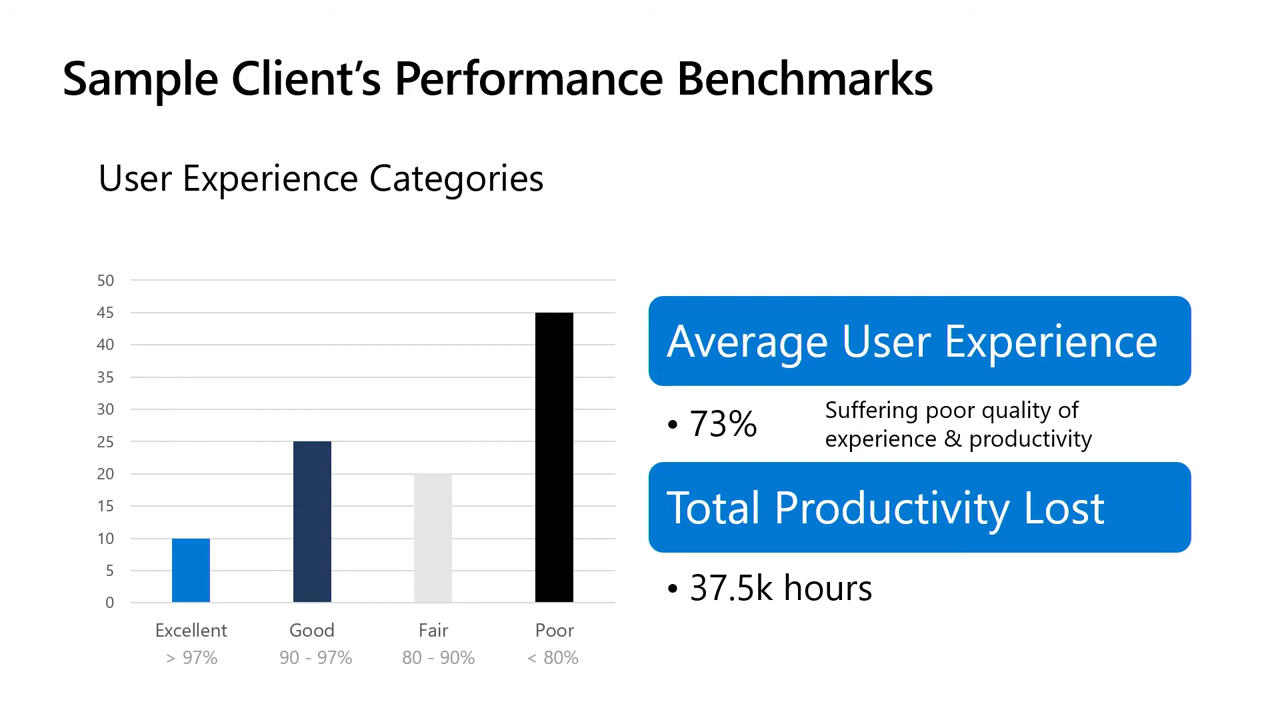 Sample Client’s Performance Benchmarks
User Experience Categories
50
45
40
35
30
25
20
15
10
5
0
Excellent
Good
Fair
Poor
> 97%
90 - 97%
80 - 90%
< 80%
Average User Experience
• 73%
Suffering poor quality of
experience & productivity
Total Productivity Lost
• 37.5k hours